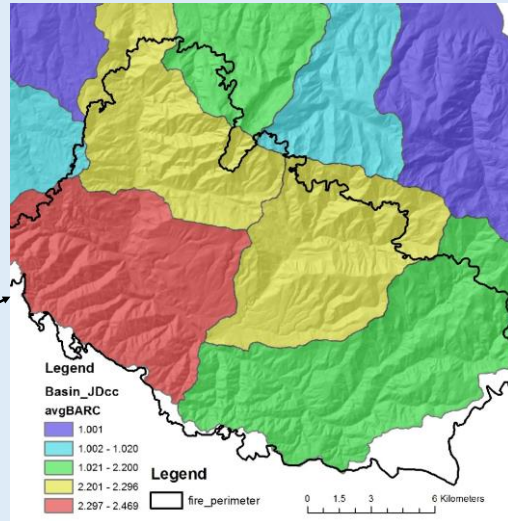 Legend
Basin_JDcc
avgBARC
1.001
1.002 - 1.020
1.021 - 2.200
2.201 - 2.296
2.297 - 2.469
Legend
fire_perimeter
0 1.5 3 6 Kilometers